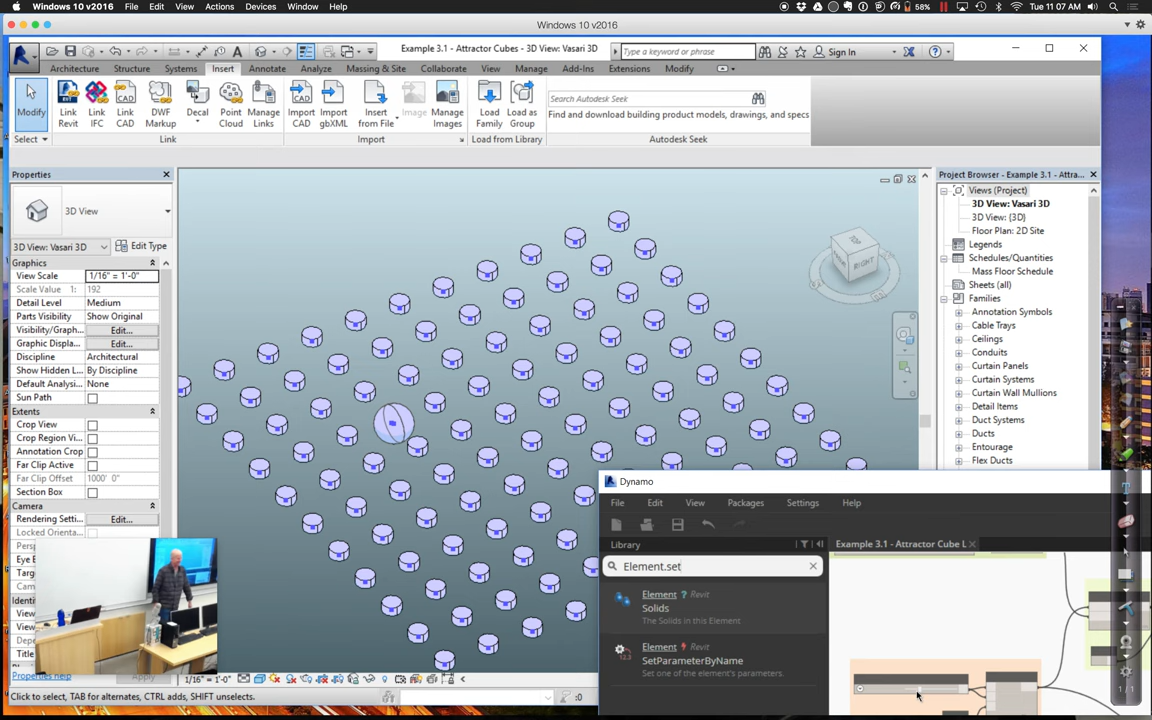 Windows 10 v2016 File Edit View Actions Devices Window Help 58% Tue 11 07 AM
Windows 10 v2016
Example 3.1 - Attractor Cubes - 3D View: Vasari 3D Type a keyword or phrase Sign In
Architecture Structure Systems Insert Annotate Analyze Massing & Site Collaborate View Manage Add-Ins Extensions Modify
Modify
Link Revit
Link IFC
Link CAD
DWF Markup
Decal
Point Cloud
Manage Links
Import CAD
Import gbXML
Insert from File
Image
Manage Images
Load Family
Load as Group
Search Autodesk Seek
Find and download building product models, drawings, and specs
Select Link Import Load from Library Autodesk Seek
Properties
3D View
3D View: Vasari 3D Edit Type
Graphics
View Scale 1/16" = 1'-0"
Scale Value 1: 192
Detail Level Medium
Parts Visibility Show Original
Visibility/Graph... Edit...
Graphic Displa... Edit...
Discipline Architectural
Show Hidden L... By Discipline
Default Analysi... None
Sun Path
Extents
Crop View
Crop Region Vi...
Annotation Crop
Far Clip Active
Far Clip Offset 1000' 0"
Section Box
Camera
Rendering Setti... Edit...
Locked Orienta...
Properties help Apply
Click to select, TAB for alternates, CTRL adds, SHIFT unselects.
1/16" = 1'-0"
:0
TOP
RIGHT
Project Browser - Example 3.1 - Attra...
Views (Project)
3D View: Vasari 3D
3D View: {3D}
Floor Plan: 2D Site
Legends
Schedules/Quantities
Mass Floor Schedule
Sheets (all)
Families
Annotation Symbols
Cable Trays
Ceilings
Conduits
Curtain Panels
Curtain Systems
Curtain Wall Mullions
Detail Items
Duct Systems
Ducts
Entourage
Flex Ducts
Dynamo
File Edit View Packages Settings Help
Library
Example 3.1 - Attractor Cube L
Element.set
Element ? Revit
Solids
The Solids in this Element
Element Revit
SetParameterByName
Set one of the element's parameters.
1 / 1